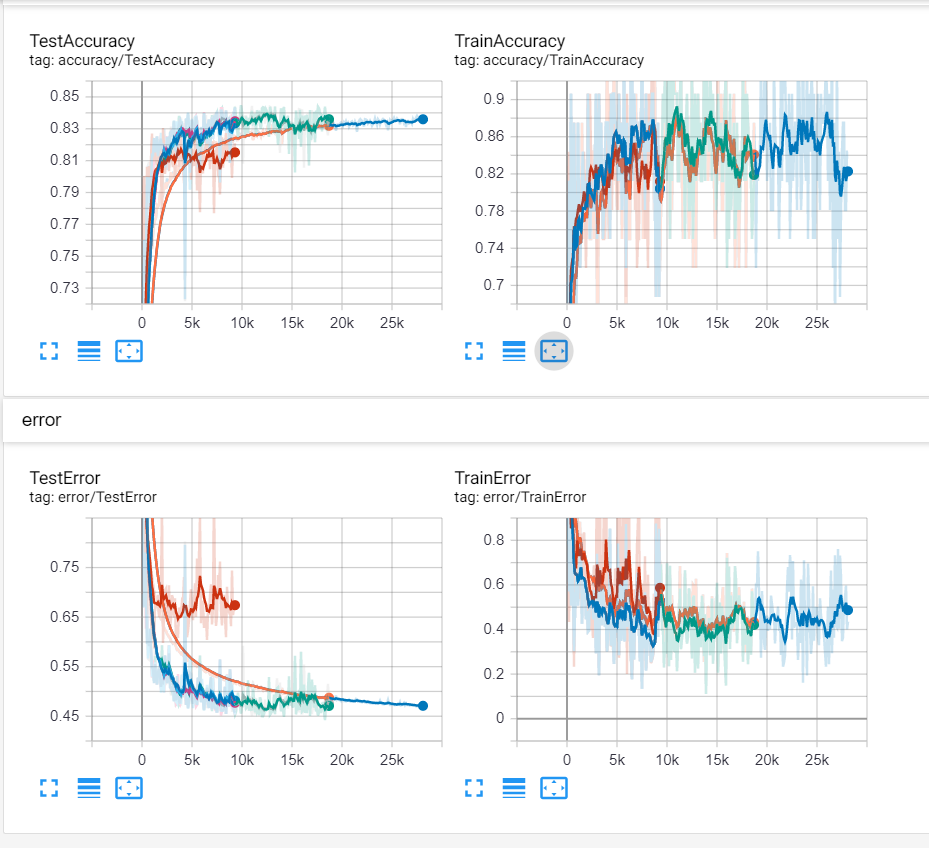 TestAccuracy
tag: accuracy/TestAccuracy
0.85
0.83
0.81
0.79
0.77
0.75
0.73
0 5k 10k 15k 20k 25k
TrainAccuracy
tag: accuracy/TrainAccuracy
0.9
0.86
0.82
0.78
0.74
0.7
0 5k 10k 15k 20k 25k
error
TestError
tag: error/TestError
0.75
0.65
0.55
0.45
0 5k 10k 15k 20k 25k
TrainError
tag: error/TrainError
0.8
0.6
0.4
0.2
0
0 5k 10k 15k 20k 25k